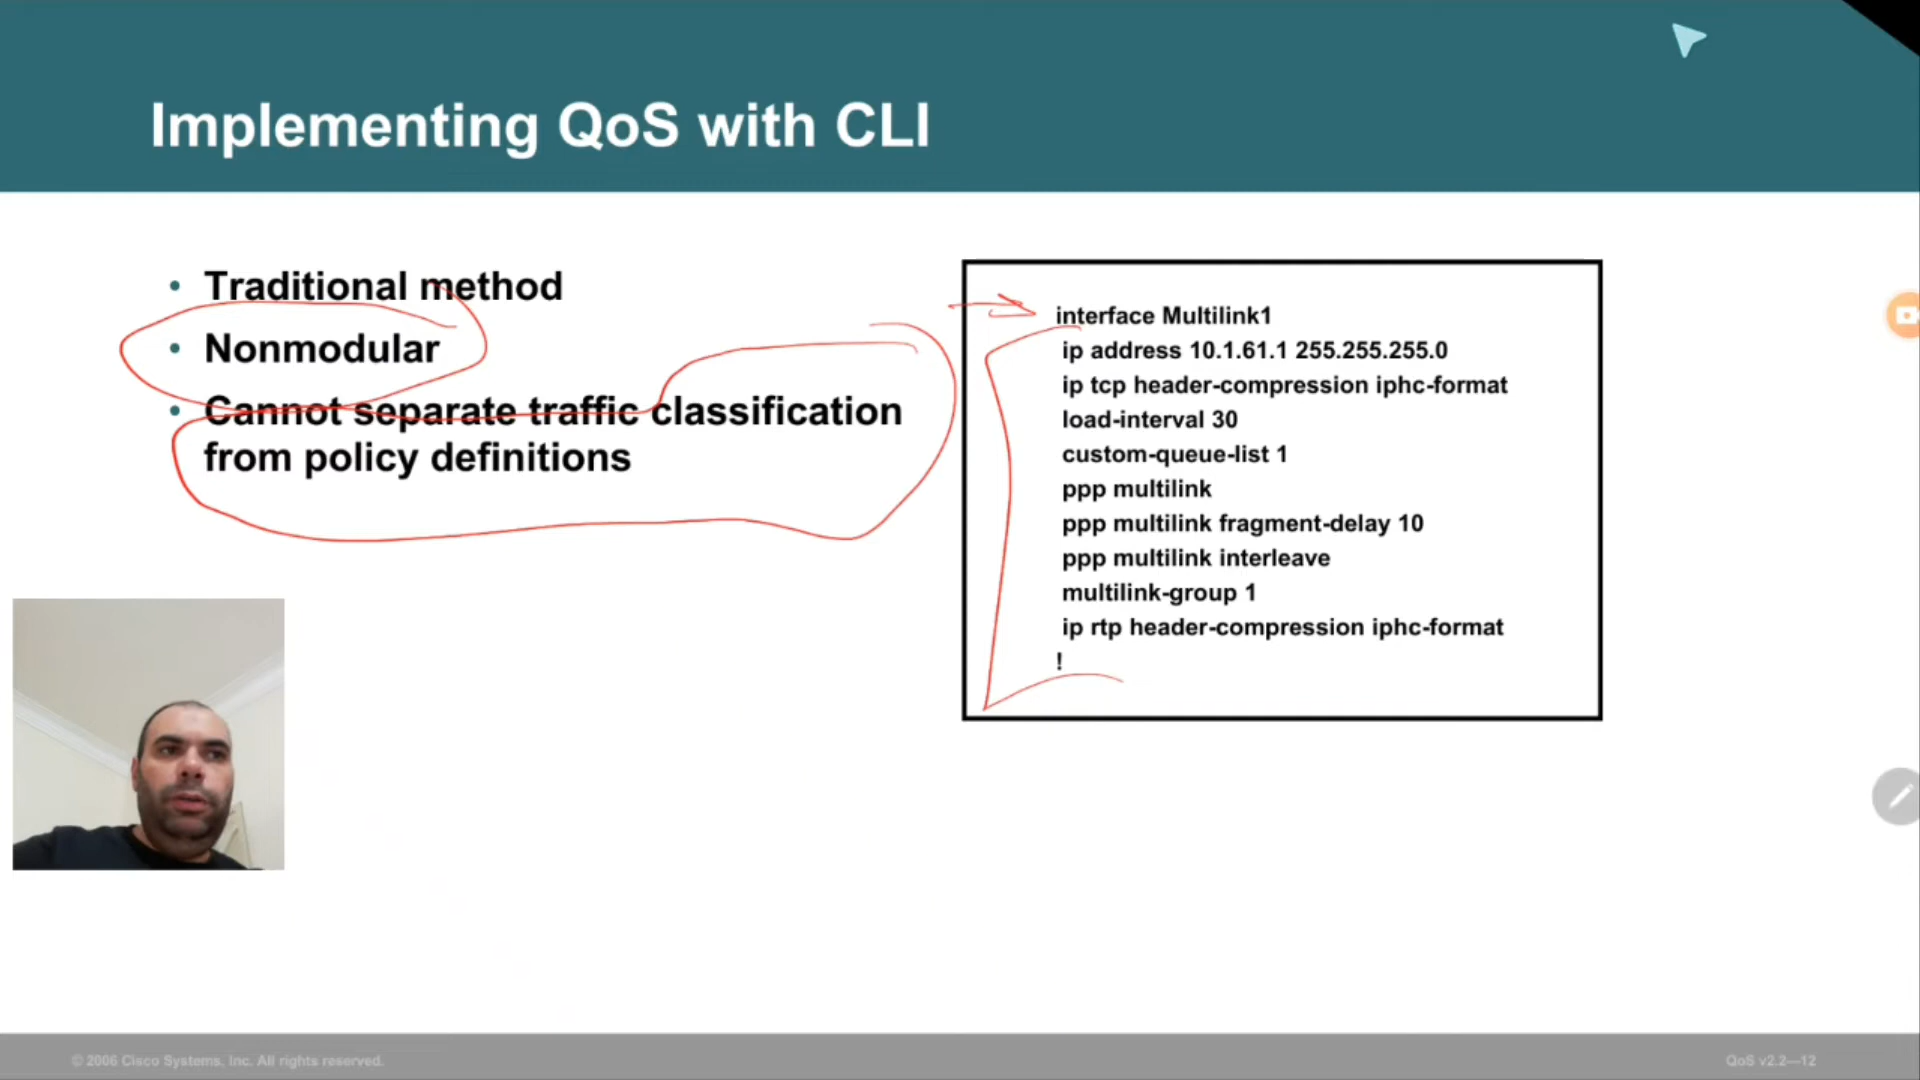 Implementing QoS with CLI
• Traditional method
• Nonmodular
• Cannot separate traffic classification
from policy definitions
interface Multilink1
ip address 10.1.61.1 255.255.255.0
ip tcp header-compression iphc-format
load-interval 30
custom-queue-list 1
ppp multilink
ppp multilink fragment-delay 10
ppp multilink interleave
multilink-group 1
ip rtp header-compression iphc-format
!
© 2006 Cisco Systems, Inc. All rights reserved.
QoS v2.2—12